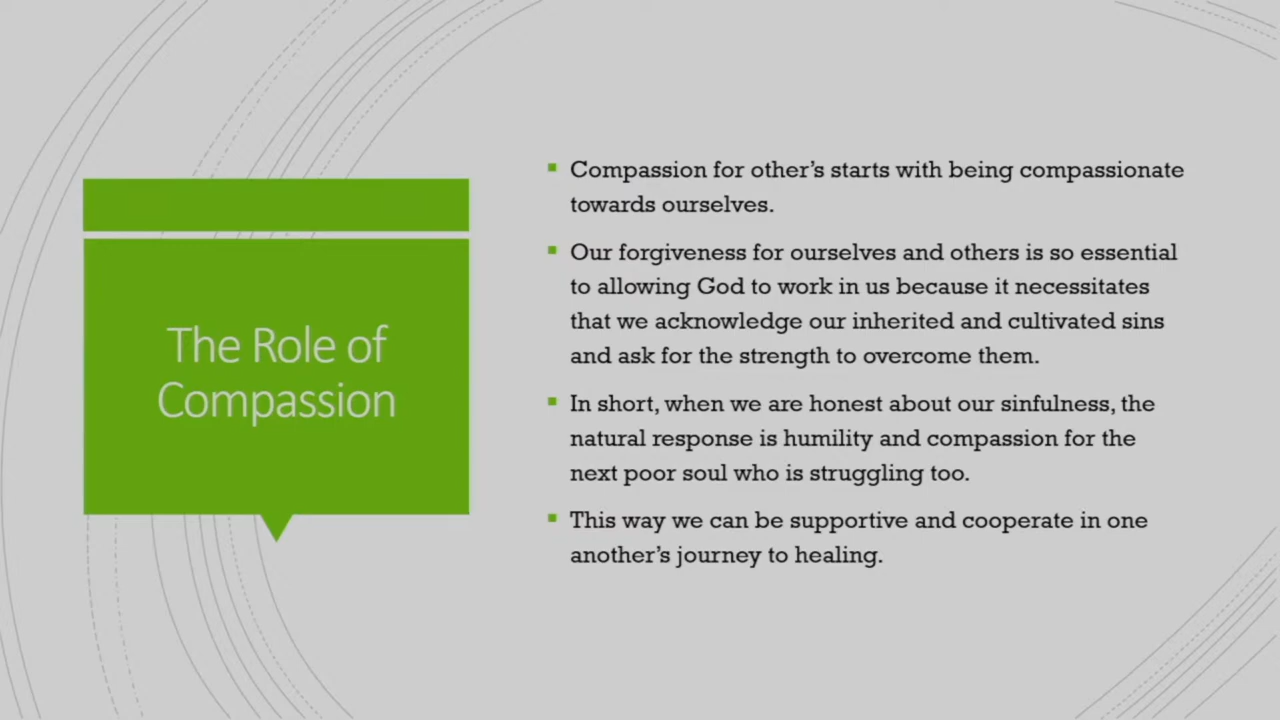 The Role of
Compassion
Compassion for other's starts with being compassionate
towards ourselves.
Our forgiveness for ourselves and others is so essential
to allowing God to work in us because it necessitates
that we acknowledge our inherited and cultivated sins
and ask for the strength to overcome them.
In short, when we are honest about our sinfulness, the
natural response is humility and compassion for the
next poor soul who is struggling too.
This way we can be supportive and cooperate in one
another's journey to healing.